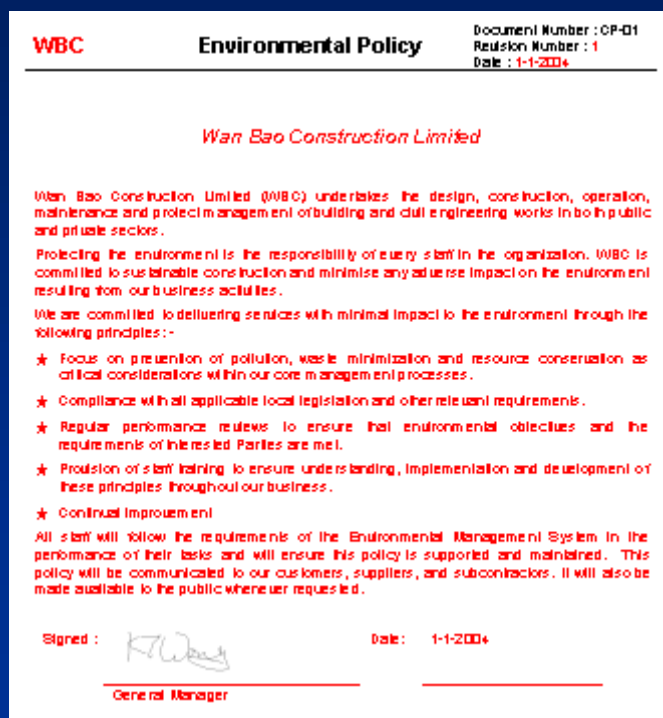 WBC Environmental Policy Document Number : CP-01
Revision Number : 1
Date : 1-1-2004
Wan Bao Construction Limited
Wan Bao Construction Limited (WBC) undertakes the design, construction, operation,
maintenance and project management of building and civil engineering works in both public
and private sectors.
Protecting the environment is the responsibility of every staff in the organization. WBC is
committed to sustainable construction and minimise any adverse impact on the environment
resulting from our business activities.
We are committed to delivering services with minimal impact to the environment through the
following principles: -
★ Focus on prevention of pollution, waste minimization and resource conservation as
critical considerations within our core management processes.
★ Compliance with all applicable local legislation and other relevant requirements.
★ Regular performance reviews to ensure that environmental objectives and the
requirements of Interested Parties are met.
★ Provision of staff training to ensure understanding, implementation and development of
these principles throughout our business.
★ Continual Improvement
All staff will follow the requirements of the Environmental Management System in the
performance of their tasks and will ensure this policy is supported and maintained. This
policy will be communicated to our customers, suppliers, and subcontractors. It will also be
made available to the public whenever requested.
Signed : KT Wong Date: 1-1-2004
General Manager